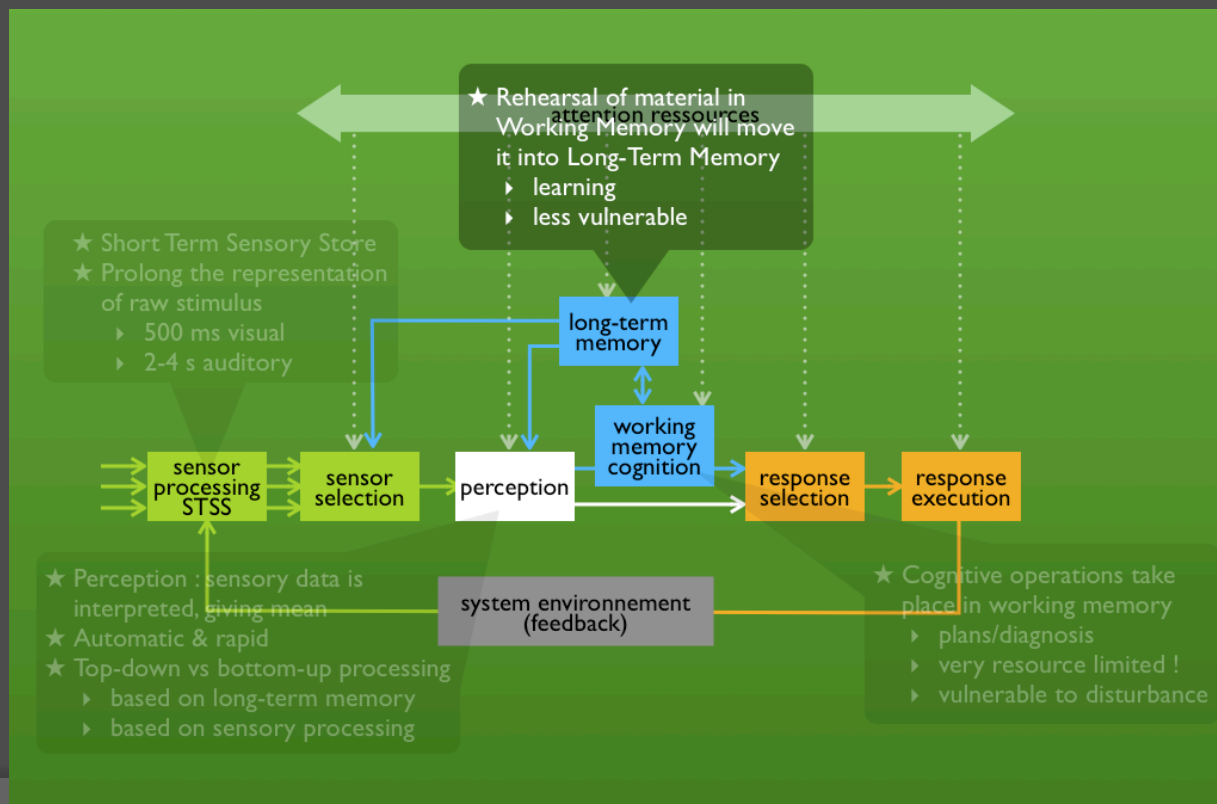 ★ Rehearsal of material in
attention ressources
Working Memory will move
it into Long-Term Memory
‣ learning
‣ less vulnerable
★ Short Term Sensory Store
★ Prolong the representation
of raw stimulus
‣ 500 ms visual
‣ 2-4 s auditory
long-term
memory
working
memory
cognition
sensor
processing
STSS
sensor
selection
perception
response
selection
response
execution
system environnement
(feedback)
★ Perception : sensory data is
interpreted, giving mean
★ Automatic & rapid
★ Top-down vs bottom-up processing
‣ based on long-term memory
‣ based on sensory processing
★ Cognitive operations take
place in working memory
‣ plans/diagnosis
‣ very resource limited !
‣ vulnerable to disturbance